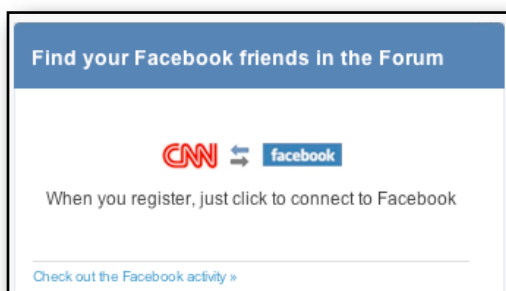 Find your Facebook friends in the Forum
CNN facebook
When you register, just click to connect to Facebook
Check out the Facebook activity »